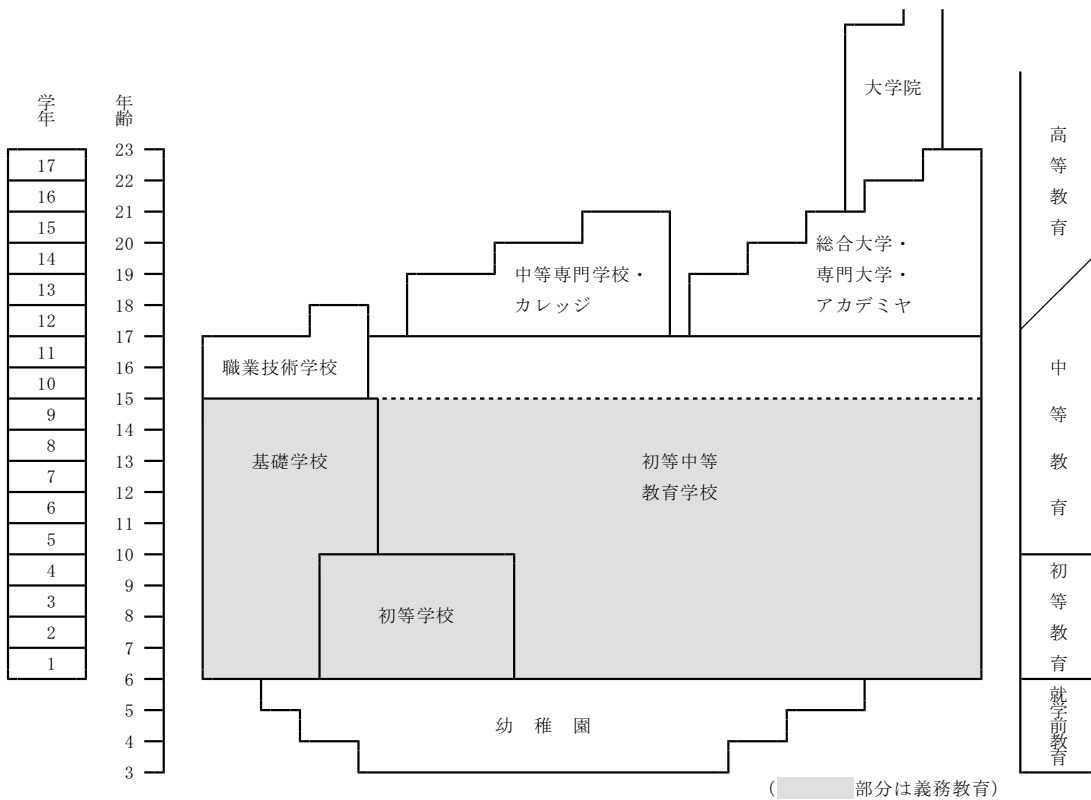 学年
年齢
23
17
22
16
21
15
20
14
19
13
18
12
17
11
16
10
15
9
14
8
13
7
12
6
11
5
10
4
9
3
8
2
7
1
6
5
4
3
大学院
総合大学・
専門大学・
アカデミヤ
中等専門学校・
カレッジ
職業技術学校
基礎学校
初等中等
教育学校
初等学校
幼 稚 園
高等教育
中等教育
初等教育
就学前教育
( 部分は義務教育)